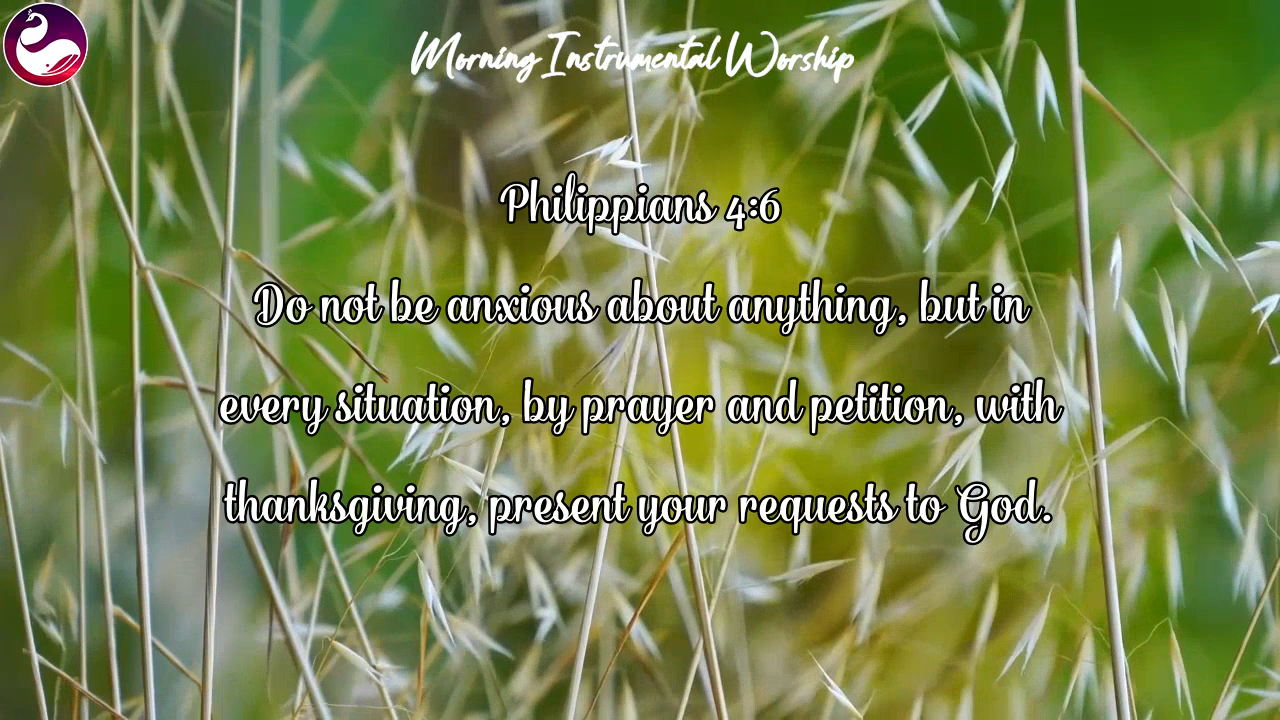 Morning Instrumental Worship
Philippians 4:6
Do not be anxious about anything, but in
every situation, by prayer and petition, with
thanksgiving, present your requests to God.